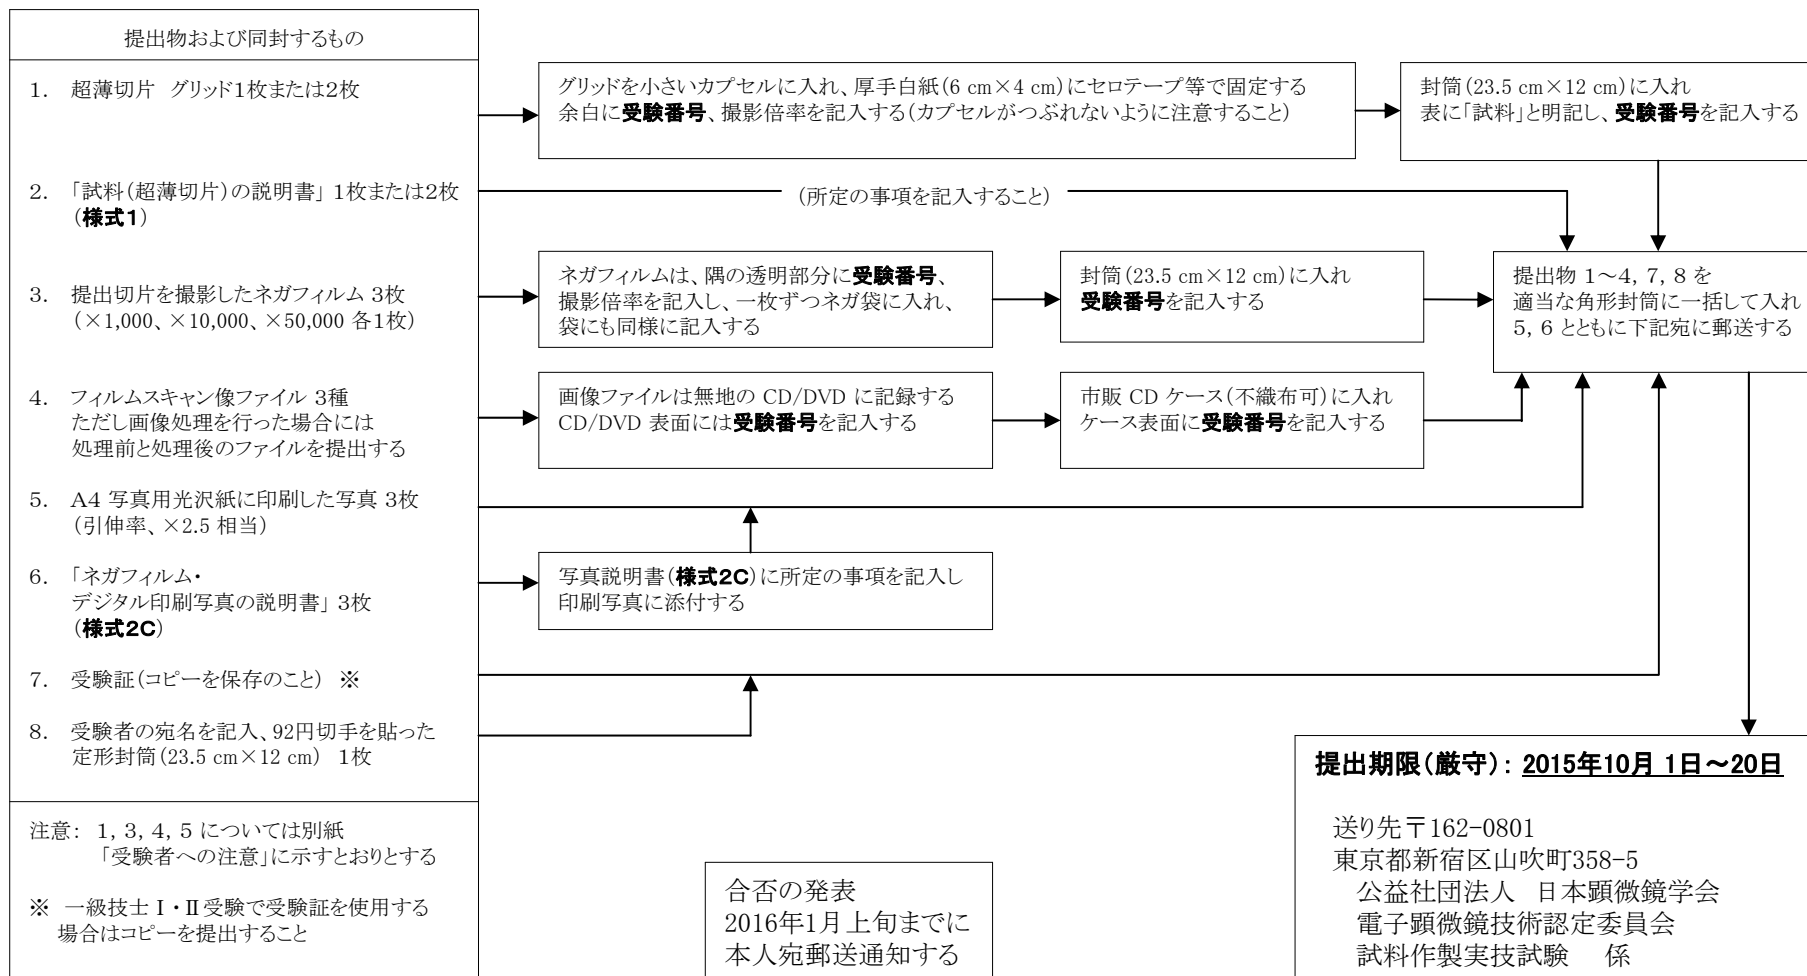 提出物および同封するもの
1. 超薄切片 グリッド1枚または2枚
グリッドを小さいカプセルに入れ、厚手白紙(6 cm×4 cm)にセロテープ等で固定する
余白に受験番号、撮影倍率を記入する(カプセルがつぶれないように注意すること)
封筒(23.5 cm×12 cm)に入れ
表に「試料」と明記し、受験番号を記入する
2. 「試料(超薄切片)の説明書」 1枚または2枚
(様式1)
(所定の事項を記入すること)
3. 提出切片を撮影したネガフィルム 3枚
(×1,000、×10,000、×50,000 各1枚)
ネガフィルムは、隅の透明部分に受験番号、
撮影倍率を記入し、一枚ずつネガ袋に入れ、
袋にも同様に記入する
封筒(23.5 cm×12 cm)に入れ
受験番号を記入する
提出物 1~4, 7, 8 を
適当な角形封筒に一括して入れ
5, 6 とともに下記宛に郵送する
4. フィルムスキャン像ファイル 3種
ただし画像処理を行った場合には
処理前と処理後のファイルを提出する
画像ファイルは無地の CD/DVD に記録する
CD/DVD 表面には受験番号を記入する
市販 CD ケース(不織布可)に入れ
ケース表面に受験番号を記入する
5. A4 写真用光沢紙に印刷した写真 3枚
(引伸率、×2.5 相当)
6. 「ネガフィルム・
デジタル印刷写真の説明書」 3枚
(様式2C)
写真説明書(様式2C)に所定の事項を記入し
印刷写真に添付する
7. 受験証(コピーを保存のこと) ※
8. 受験者の宛名を記入、92円切手を貼った
定形封筒(23.5 cm×12 cm) 1枚
注意: 1, 3, 4, 5 については別紙
「受験者への注意」に示すとおりとする
※ 一級技士 I・II 受験で受験証を使用する
場合はコピーを提出すること
合否の発表
2016年1月上旬までに
本人宛郵送通知する
提出期限(厳守): 2015年10月 1日~20日
送り先〒162-0801
東京都新宿区山吹町358-5
公益社団法人 日本顕微鏡学会
電子顕微鏡技術認定委員会
試料作製実技試験 係